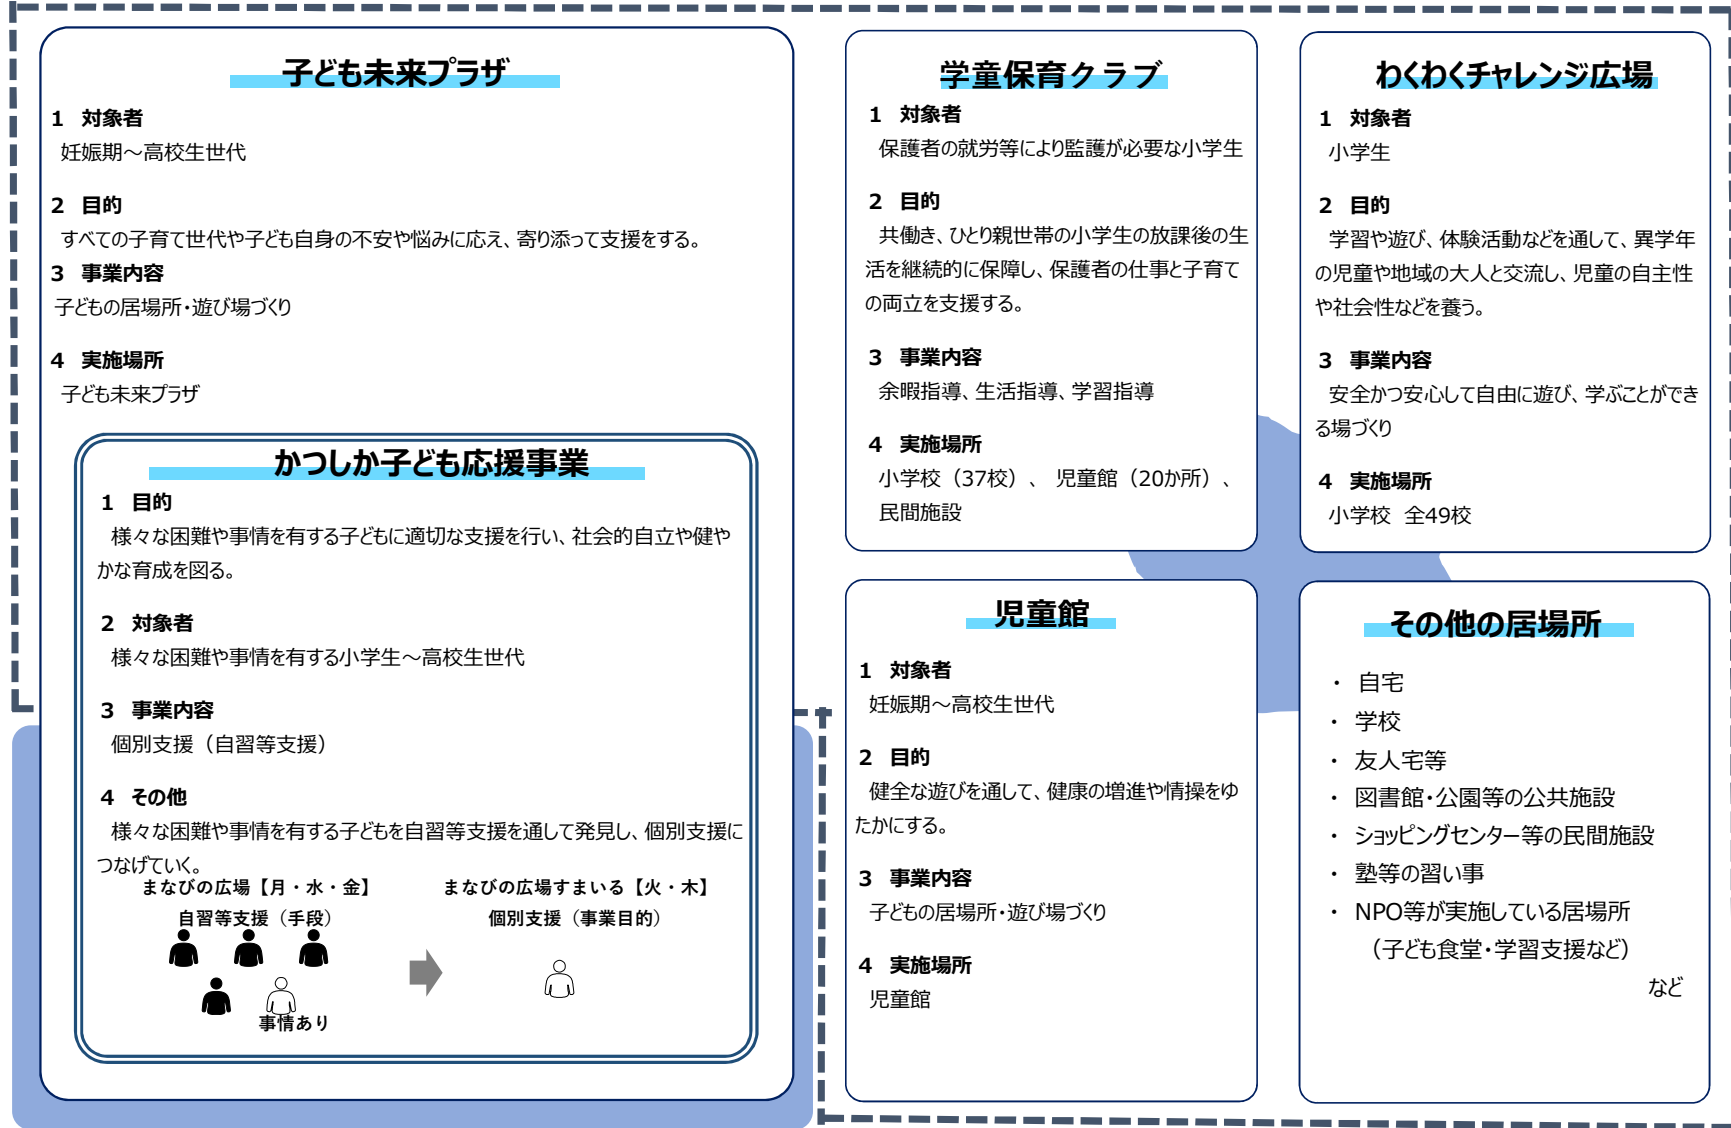 子ども未来プラザ
1 対象者
妊娠期～高校生世代
2 目的
すべての子育て世代や子ども自身の不安や悩みに応え、寄り添って支援をする。
3 事業内容
子どもの居場所・遊び場づくり
4 実施場所
子ども未来プラザ
かつしか子ども応援事業
1 目的
様々な困難や事情を有する子どもに適切な支援を行い、社会的自立や健や
かな育成を図る。
2 対象者
様々な困難や事情を有する小学生～高校生世代
3 事業内容
個別支援（自習等支援）
4 その他
様々な困難や事情を有する子どもを自習等支援を通して発見し、個別支援に
つなげていく。
まなびの広場【月・水・金】
自習等支援（手段）
事情あり
まなびの広場すまいる【火・木】
個別支援（事業目的）
学童保育クラブ
1 対象者
保護者の就労等により監護が必要な小学生
2 目的
共働き、ひとり親世帯の小学生の放課後の生
活を継続的に保障し、保護者の仕事と子育て
の両立を支援する。
3 事業内容
余暇指導、生活指導、学習指導
4 実施場所
小学校（37校）、 児童館（20か所）、
民間施設
わくわくチャレンジ広場
1 対象者
小学生
2 目的
学習や遊び、体験活動などを通して、異学年
の児童や地域の大人と交流し、児童の自主性
や社会性などを養う。
3 事業内容
安全かつ安心して自由に遊び、学ぶことができ
る場づくり
4 実施場所
小学校 全49校
児童館
1 対象者
妊娠期～高校生世代
2 目的
健全な遊びを通して、健康の増進や情操をゆ
たかにする。
3 事業内容
子どもの居場所・遊び場づくり
4 実施場所
児童館
その他の居場所
・ 自宅
・ 学校
・ 友人宅等
・ 図書館・公園等の公共施設
・ ショッピングセンター等の民間施設
・ 塾等の習い事
・ NPO等が実施している居場所
（子ども食堂・学習支援など）
など